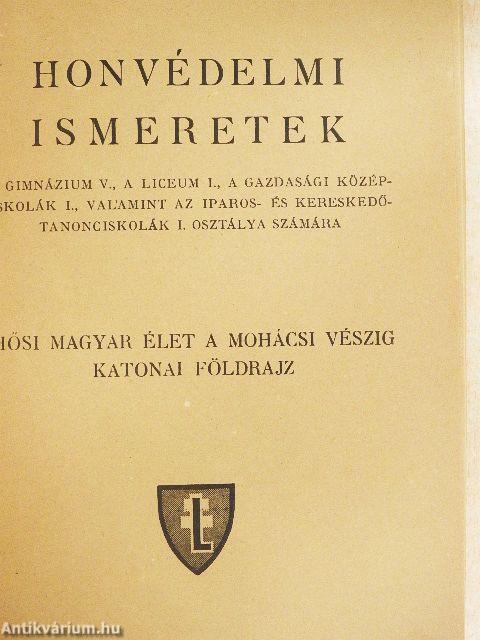 HONVÉDELMI
ISMERETEK
GIMNÁZIUM V., A LICEUM I., A GAZDASÁGI KÖZÉP-
SKOLÁK I., VALAMINT AZ IPAROS- ÉS KERESKEDŐ-
TANONCISKOLÁK I. OSZTÁLYA SZÁMÁRA
HŐSI MAGYAR ÉLET A MOHÁCSI VÉSZIG
KATONAI FÖLDRAJZ
L
Antikvárium.hu